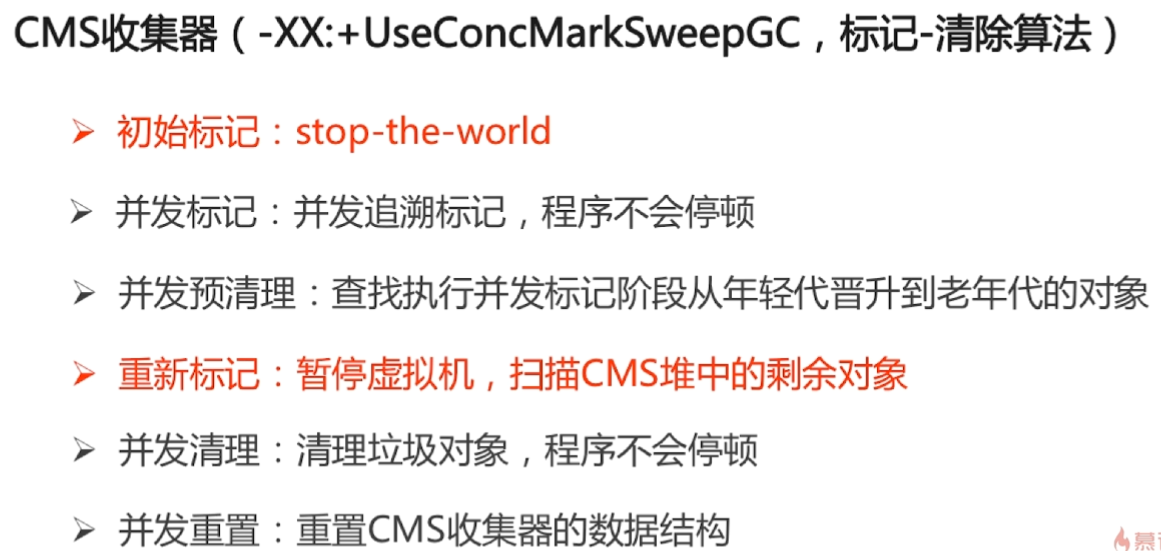 CMS收集器（-XX:+UseConcMarkSweepGC，标记-清除算法）
初始标记：stop-the-world
并发标记：并发追溯标记，程序不会停顿
并发预清理：查找执行并发标记阶段从年轻代晋升到老年代的对象
重新标记：暂停虚拟机，扫描CMS堆中的剩余对象
并发清理：清理垃圾对象，程序不会停顿
并发重置：重置CMS收集器的数据结构
慕